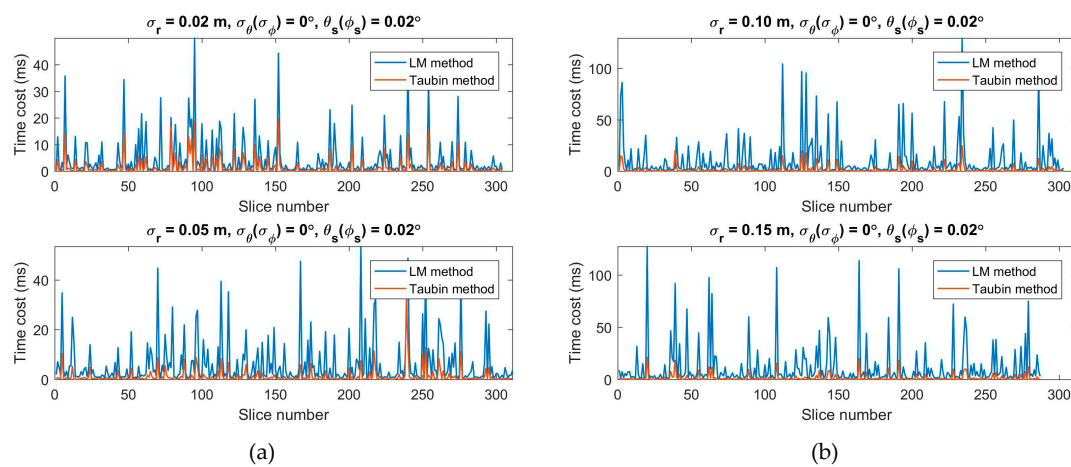 σr = 0.02 m, σθ(σϕ) = 0°, θs(ϕs) = 0.02°
Time cost (ms)
40
30
20
10
0
LM method
Taubin method
0 50 100 150 200 250 300
Slice number
σr = 0.05 m, σθ(σϕ) = 0°, θs(ϕs) = 0.02°
Time cost (ms)
40
20
0
LM method
Taubin method
0 50 100 150 200 250 300
Slice number
(a)
σr = 0.10 m, σθ(σϕ) = 0°, θs(ϕs) = 0.02°
Time cost (ms)
100
50
0
LM method
Taubin method
0 50 100 150 200 250 300
Slice number
σr = 0.15 m, σθ(σϕ) = 0°, θs(ϕs) = 0.02°
Time cost (ms)
100
50
0
LM method
Taubin method
0 50 100 150 200 250 300
Slice number
(b)